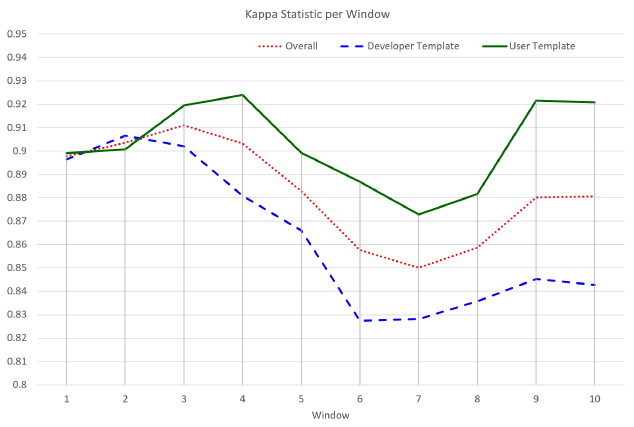 Kappa Statistic per Window
Overall
Developer Template
User Template
0.95
0.94
0.93
0.92
0.91
0.9
0.89
0.88
0.87
0.86
0.85
0.84
0.83
0.82
0.81
0.8
1 2 3 4 5 6 7 8 9 10
Window